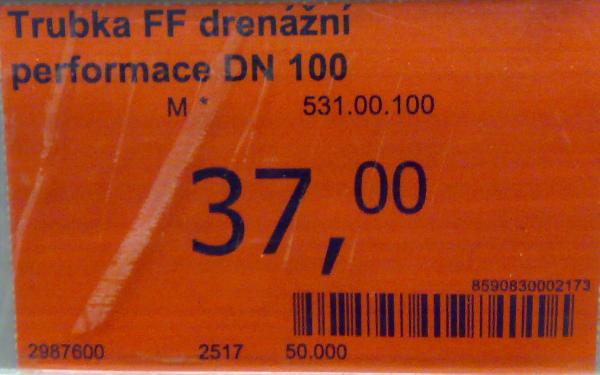 Trubka FF drenážní
performace DN 100
M * 531.00.100
37,00
8590830002173
2987600 2517 50.000